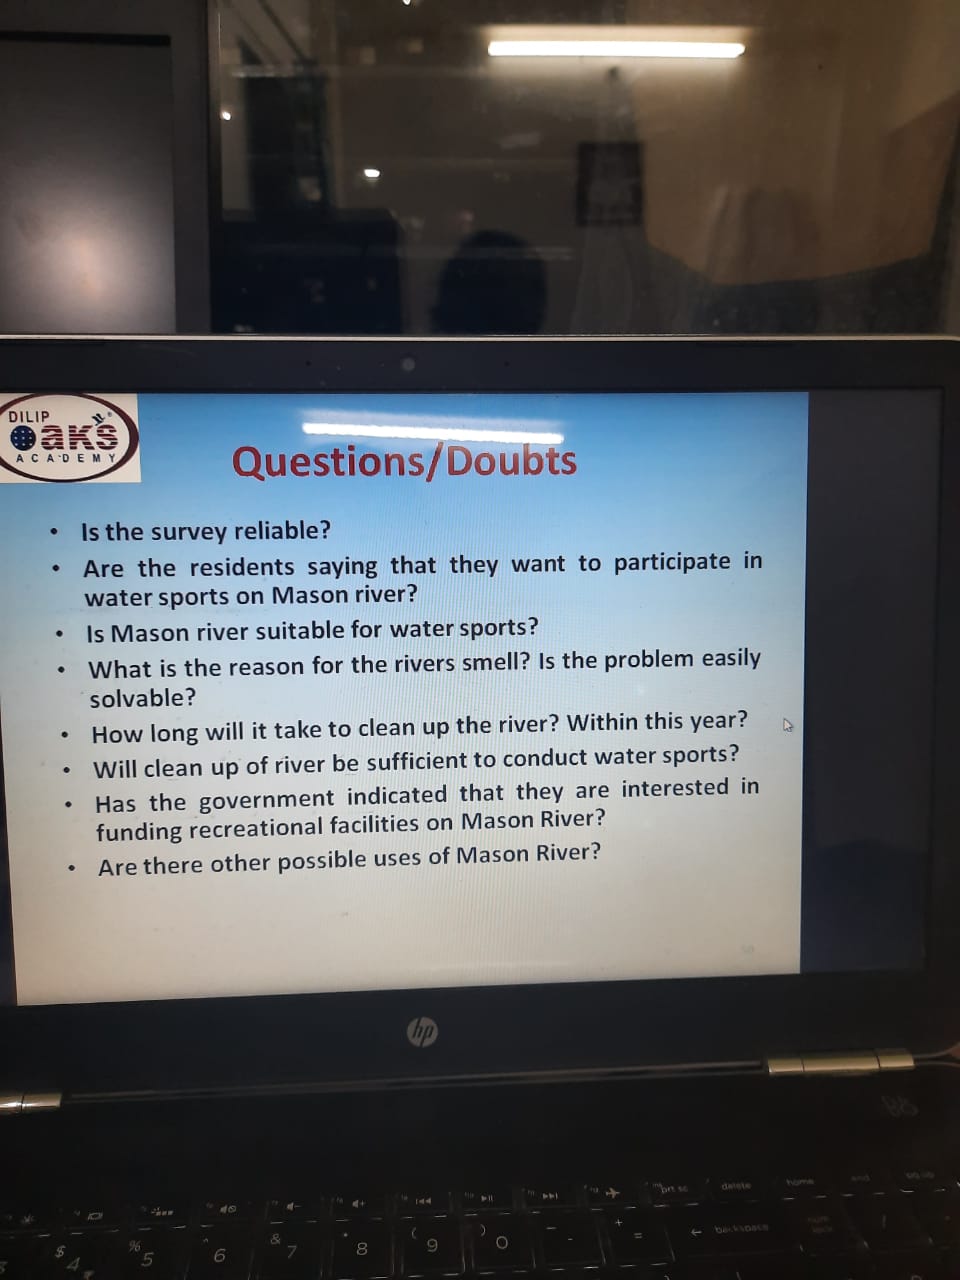 DILIP
Oaks
ACADEMY
Questions/Doubts
• Is the survey reliable?
• Are the residents saying that they want to participate in
water sports on Mason river?
• Is Mason river suitable for water sports?
• What is the reason for the rivers smell? Is the problem easily
solvable?
• How long will it take to clean up the river? Within this year?
• Will clean up of river be sufficient to conduct water sports?
• Has the government indicated that they are interested in
funding recreational facilities on Mason River?
• Are there other possible uses of Mason River?
50
hp
prt sc delete home end
$ 4 % 5 ^ 6 & 7 * 8 ( 9 ) 0 - + = ← backspace